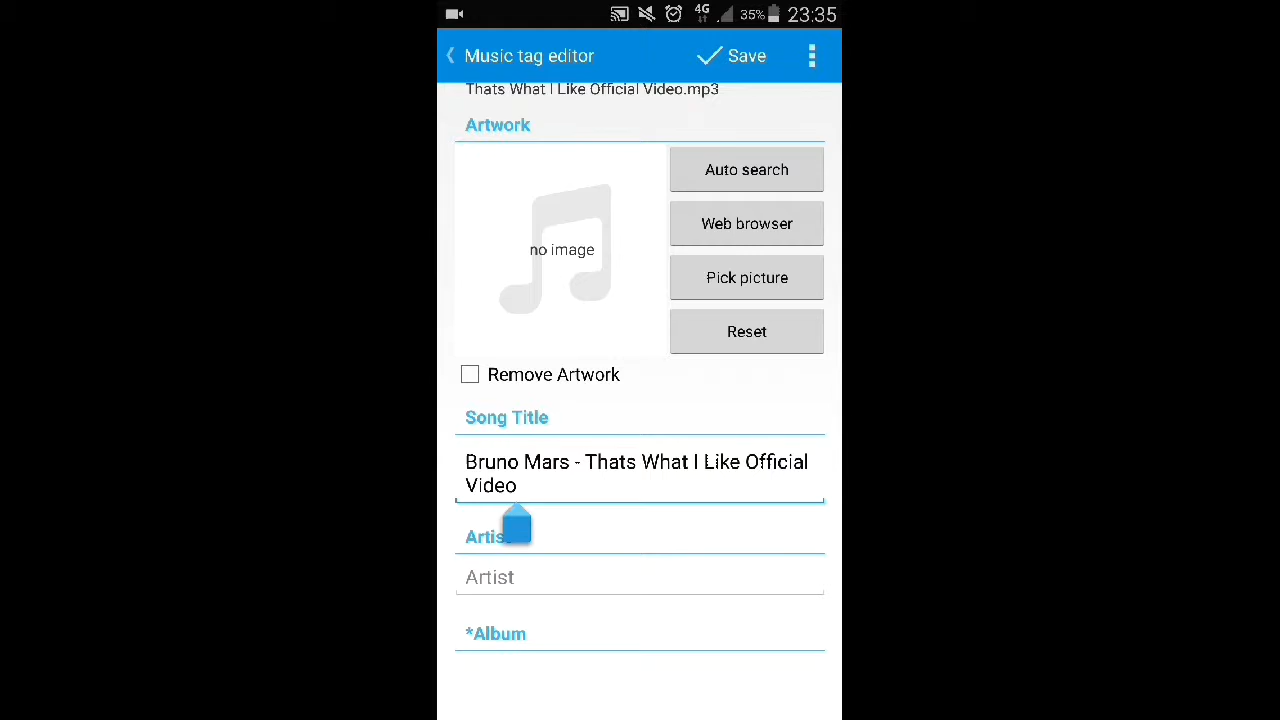 4G 35% 23:35
Music tag editor Save
Thats What I Like Official Video.mp3
Artwork
no image
Auto search
Web browser
Pick picture
Reset
Remove Artwork
Song Title
Bruno Mars - Thats What I Like Official
Video
Artist
Artist
*Album